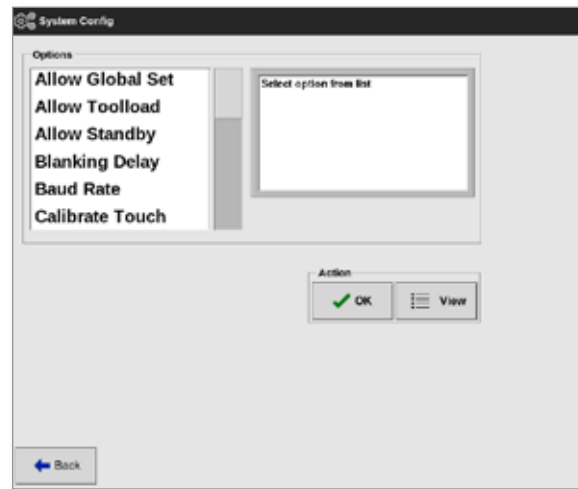 System Config
Options
Allow Global Set
Allow Toolload
Allow Standby
Blanking Delay
Baud Rate
Calibrate Touch
Select option from list
Action
OK
View
Back